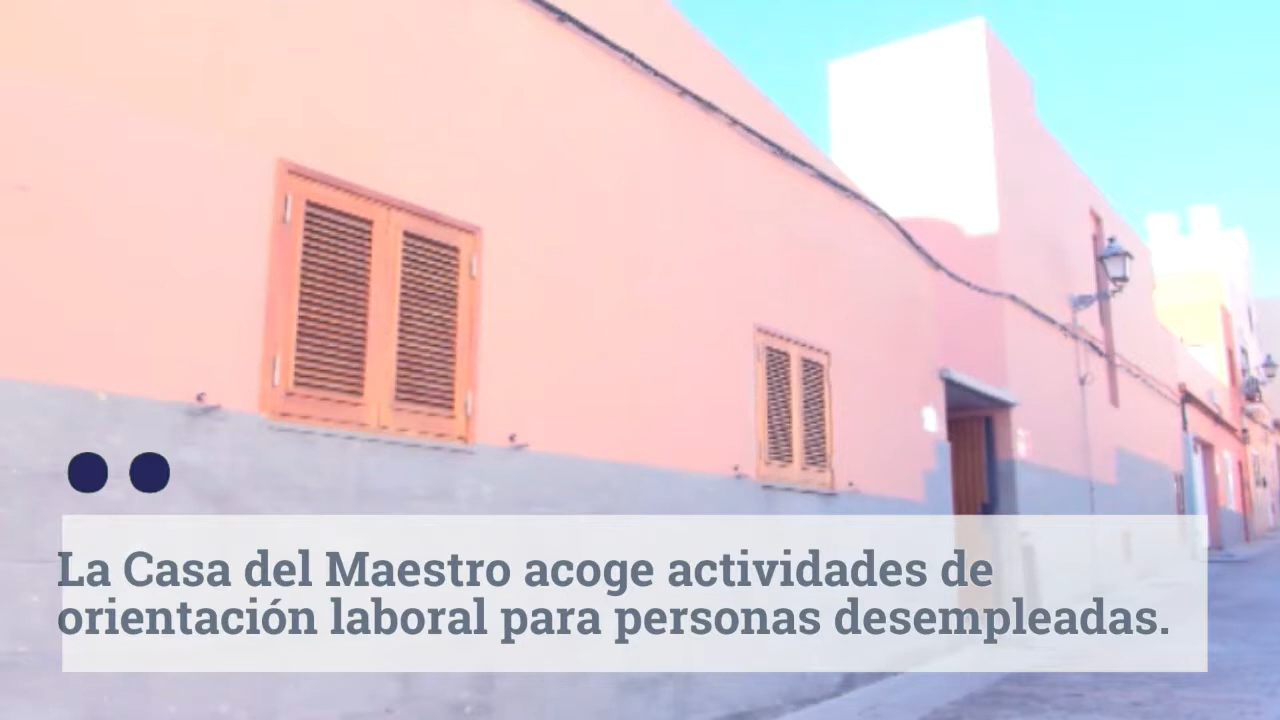 La Casa del Maestro acoge actividades de
orientación laboral para personas desempleadas.